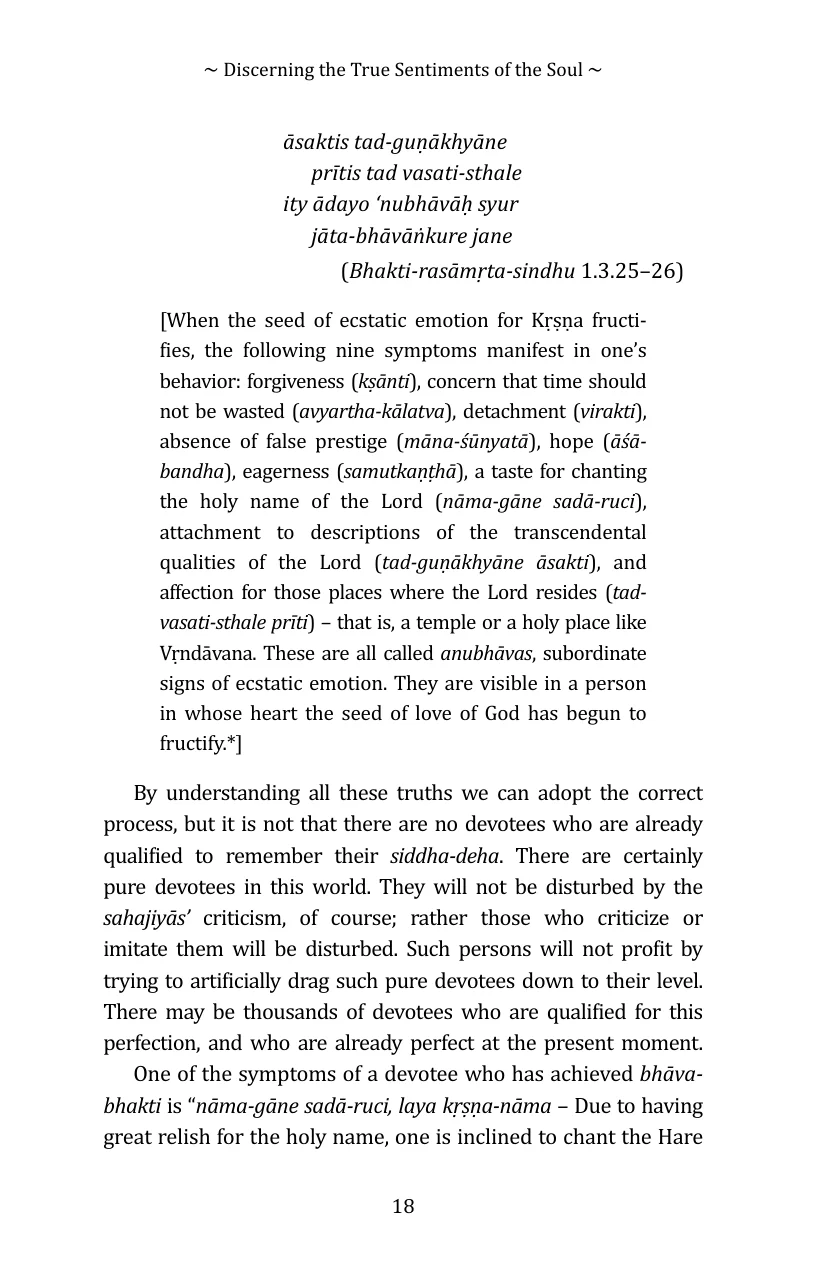 ~ Discerning the True Sentiments of the Soul ~
āsaktis tad-guṇākhyāne
prītis tad vasati-sthale
ity ādayo ‘nubhāvāḥ syur
jāta-bhāvāṅkure jane
(Bhakti-rasāmṛta-sindhu 1.3.25–26)
[When the seed of ecstatic emotion for Kṛṣṇa fructi-
fies, the following nine symptoms manifest in one’s
behavior: forgiveness (kṣānti), concern that time should
not be wasted (avyartha-kālatva), detachment (virakti),
absence of false prestige (māna-śūnyatā), hope (āśā-
bandha), eagerness (samutkaṇṭhā), a taste for chanting
the holy name of the Lord (nāma-gāne sadā-ruci),
attachment to descriptions of the transcendental
qualities of the Lord (tad-guṇākhyāne āsakti), and
affection for those places where the Lord resides (tad-
vasati-sthale prīti) – that is, a temple or a holy place like
Vṛndāvana. These are all called anubhāvas, subordinate
signs of ecstatic emotion. They are visible in a person
in whose heart the seed of love of God has begun to
fructify.*]
By understanding all these truths we can adopt the correct
process, but it is not that there are no devotees who are already
qualified to remember their siddha-deha. There are certainly
pure devotees in this world. They will not be disturbed by the
sahajiyās’ criticism, of course; rather those who criticize or
imitate them will be disturbed. Such persons will not profit by
trying to artificially drag such pure devotees down to their level.
There may be thousands of devotees who are qualified for this
perfection, and who are already perfect at the present moment.
One of the symptoms of a devotee who has achieved bhāva-
bhakti is “nāma-gāne sadā-ruci, laya kṛṣṇa-nāma – Due to having
great relish for the holy name, one is inclined to chant the Hare
18